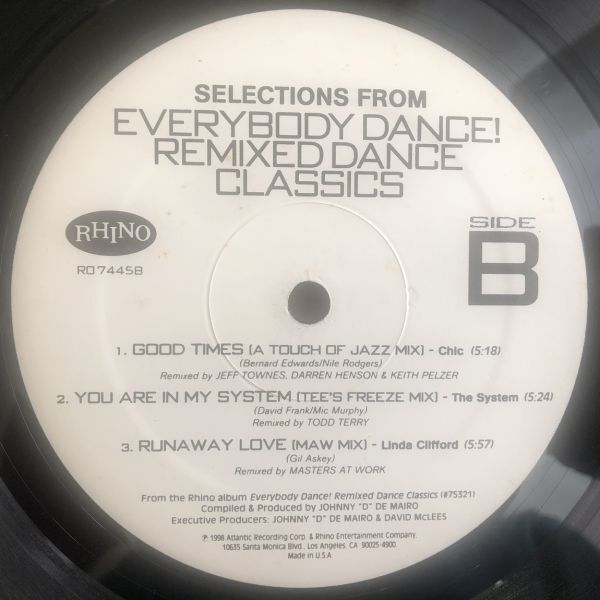 SELECTIONS FROM
EVERYBODY DANCE!
REMIXED DANCE
CLASSICS
RHINO
RO 7445B
SIDE
B
1. GOOD TIMES (A TOUCH OF JAZZ MIX) - Chic (5:18)
(Bernard Edwards/Nile Rodgers)
Remixed by JEFF TOWNES, DARREN HENSON & KEITH PELZER
2. YOU ARE IN MY SYSTEM (TEE'S FREEZE MIX) - The System (5:24)
(David Frank/Mic Murphy)
Remixed by TODD TERRY
3. RUNAWAY LOVE (MAW MIX) - Linda Clifford (5:57)
(Gil Askey)
Remixed by MASTERS AT WORK
From the Rhino album Everybody Dance! Remixed Dance Classics (#75321)
Compiled & Produced by JOHNNY "D" DE MAIRO
Executive Producers: JOHNNY "D" DE MAIRO & DAVID McLEES
℗ 1998 Atlantic Recording Corp. & Rhino Entertainment Company,
10635 Santa Monica Blvd., Los Angeles, CA 90025-4900.
Made in U.S.A.